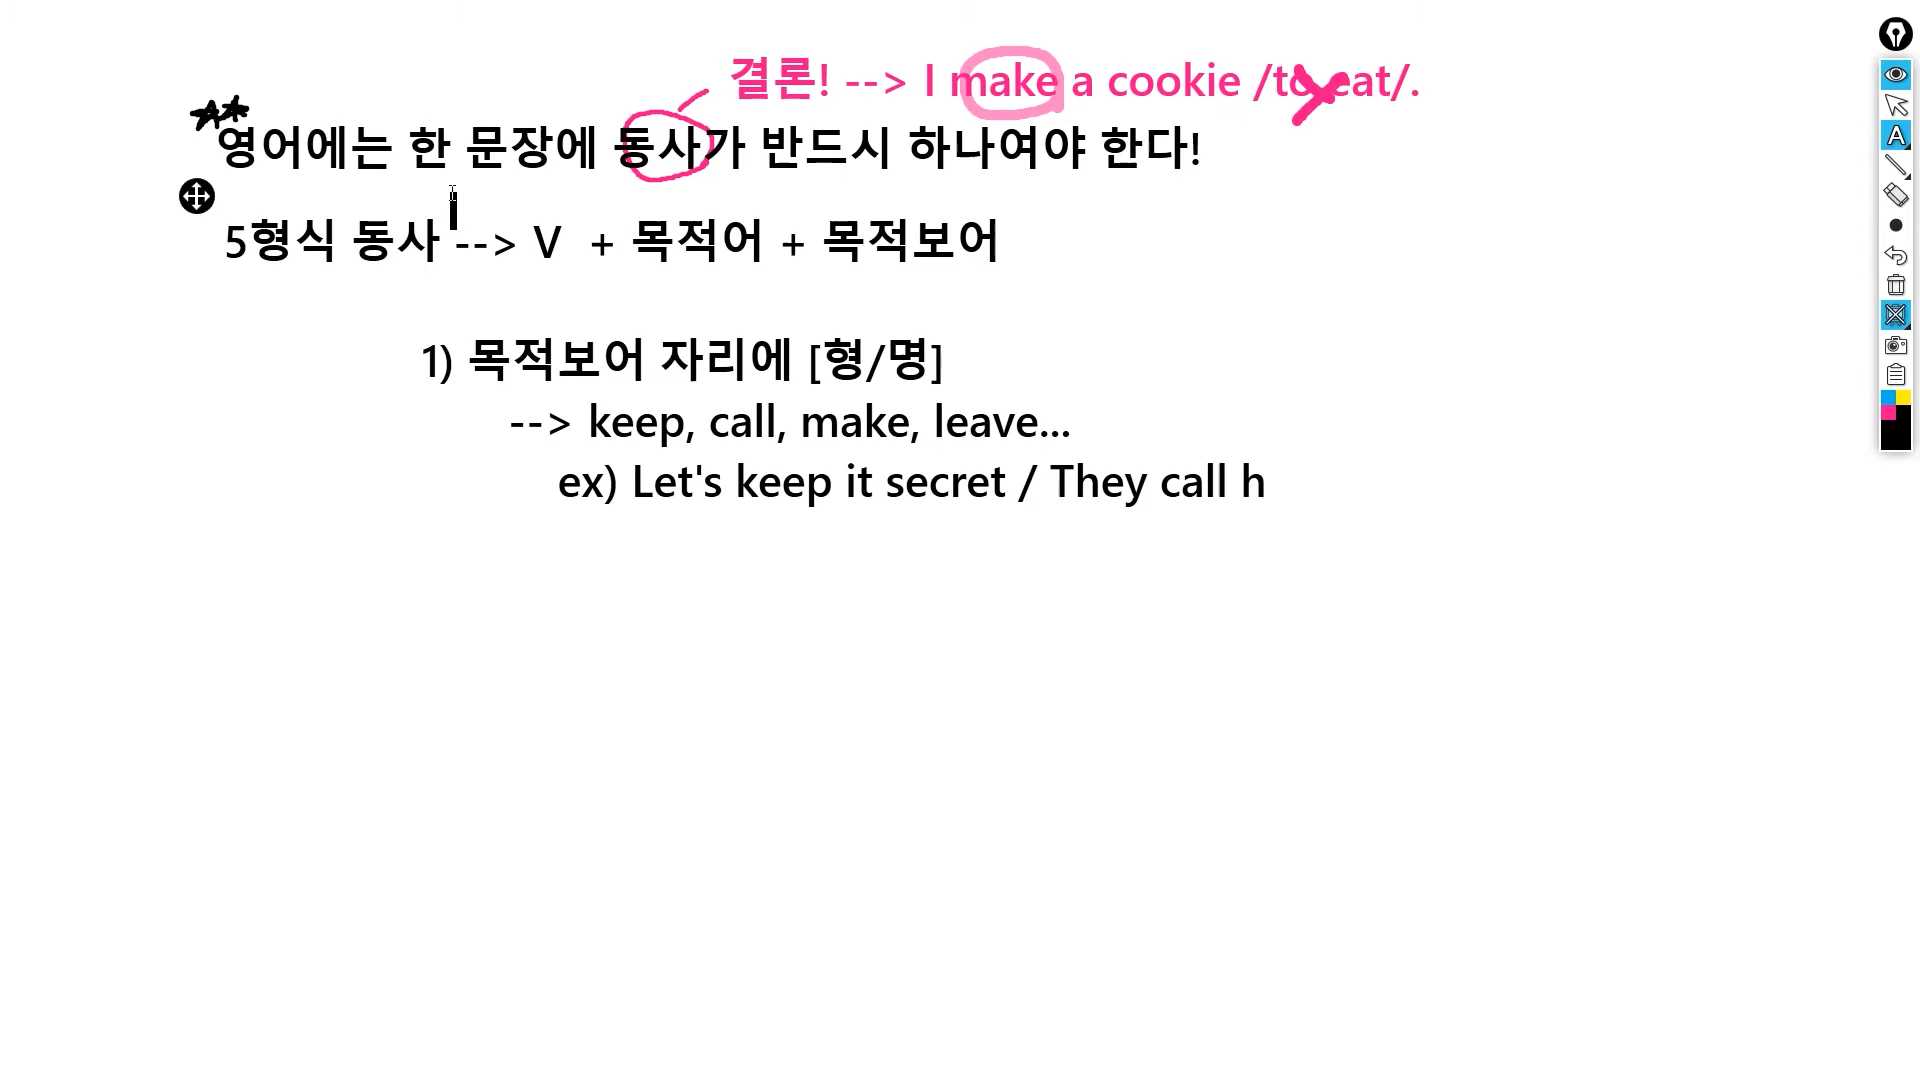 결론! --> I make a cookie /to eat/.
영어에는 한 문장에 동사가 반드시 하나여야 한다!
5형식 동사 --> V + 목적어 + 목적보어
1) 목적보어 자리에 [형/명]
--> keep, call, make, leave...
ex) Let's keep it secret / They call h